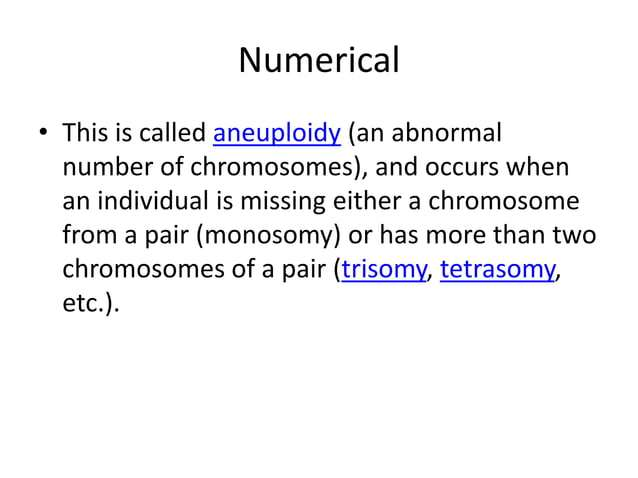 Numerical
• This is called aneuploidy (an abnormal
number of chromosomes), and occurs when
an individual is missing either a chromosome
from a pair (monosomy) or has more than two
chromosomes of a pair (trisomy, tetrasomy,
etc.).